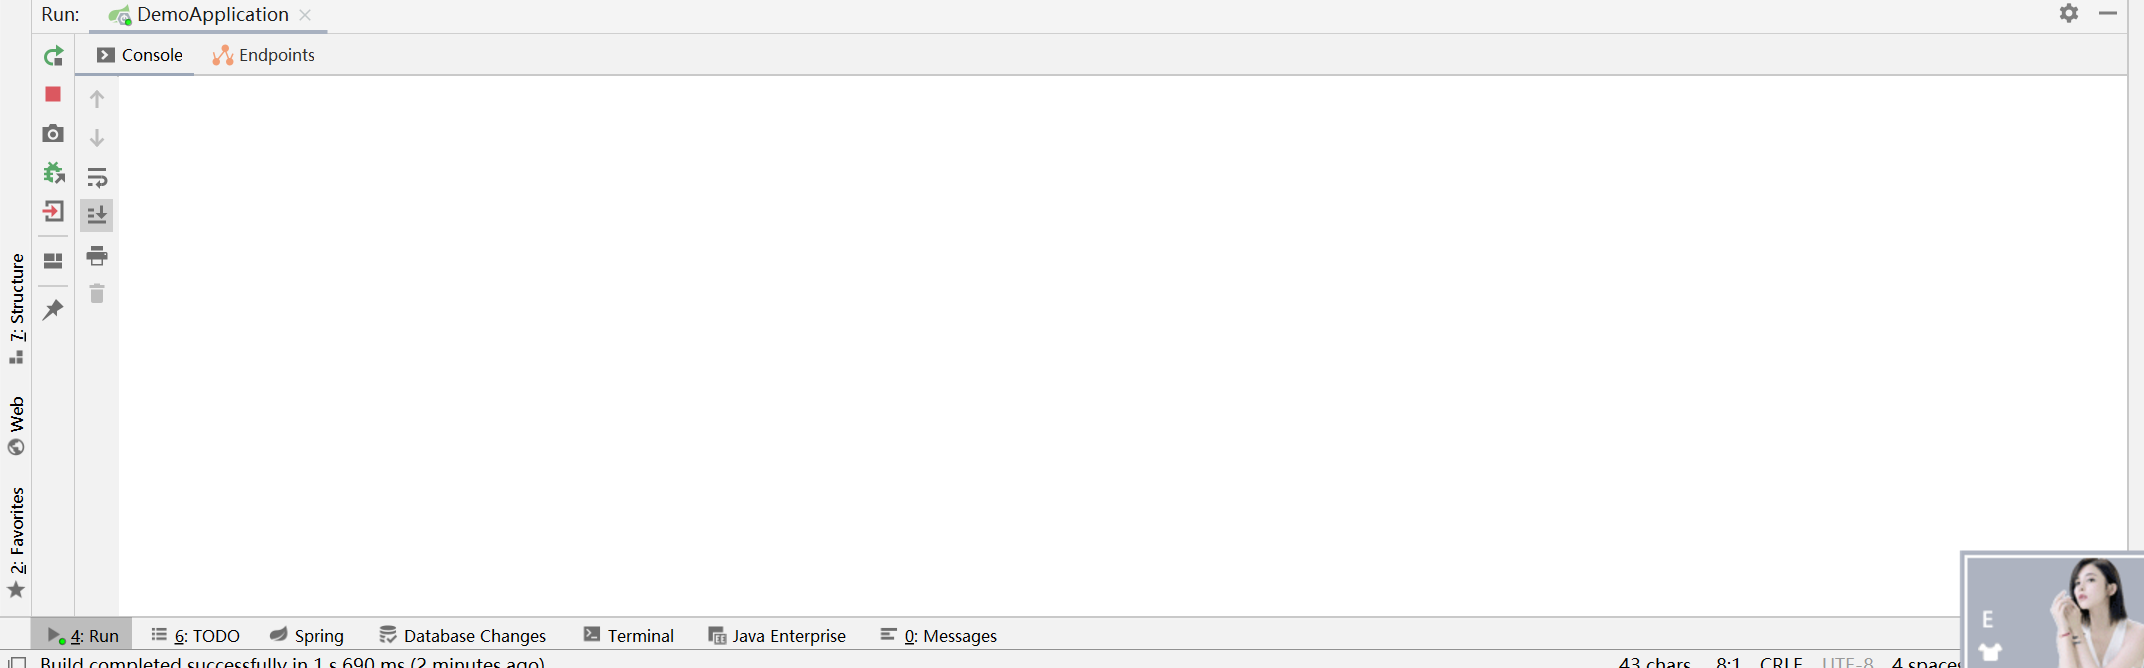 Run: DemoApplication
Console Endpoints
7: Structure
Web
2: Favorites
4: Run 6: TODO Spring Database Changes Terminal Java Enterprise 0: Messages
E
Build completed successfully in 1 s 690 ms (2 minutes ago) 43 chars 8:1 CRLF UTF-8 4 spaces